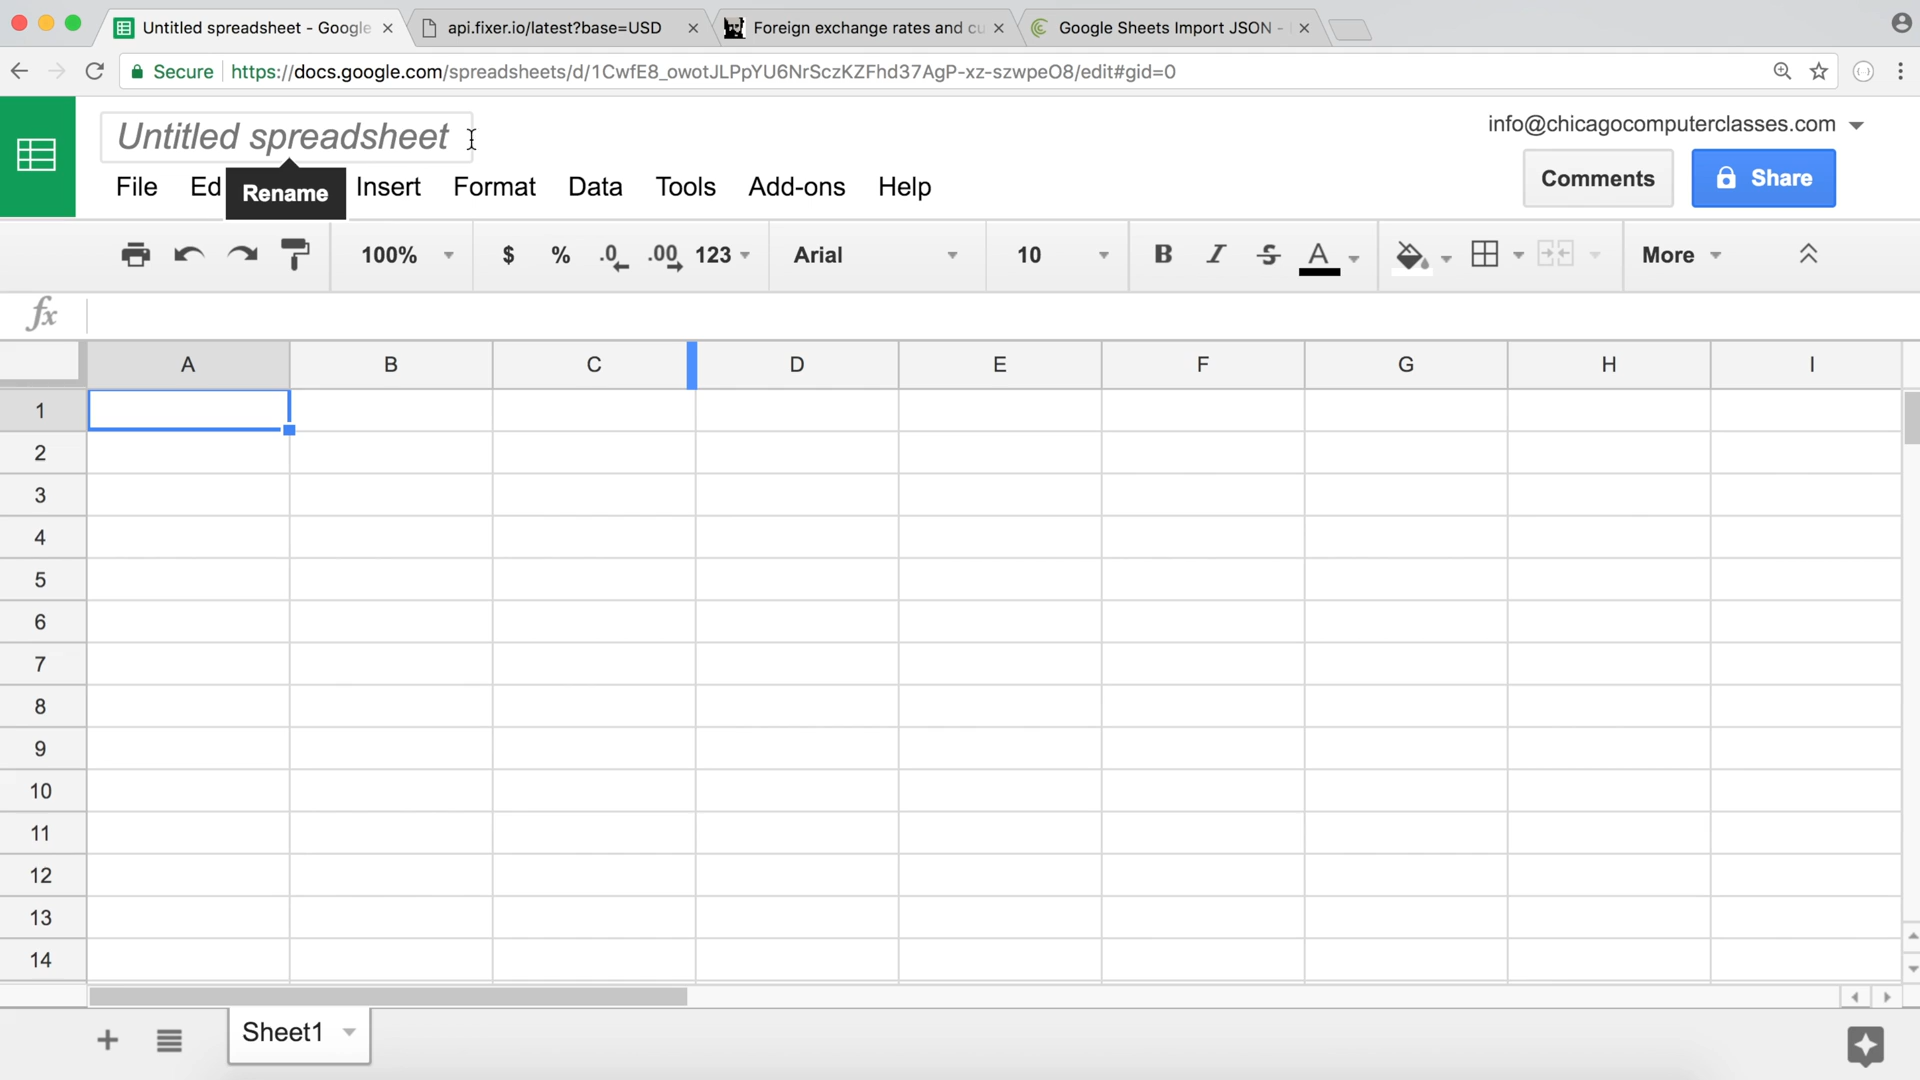 Untitled spreadsheet - Google
api.fixer.io/latest?base=USD
Foreign exchange rates and cu
Google Sheets Import JSON -
Secure
https://docs.google.com/spreadsheets/d/1CwfE8_owotJLPpYU6NrSczKZFhd37AgP-xz-szwpeO8/edit#gid=0
Untitled spreadsheet
info@chicagocomputerclasses.com
File Ed Insert Format Data Tools Add-ons Help
Rename
Comments
Share
100% $ % .0 .00 123 Arial 10 B I S A More
fx
A B C D E F G H I
1
2
3
4
5
6
7
8
9
10
11
12
13
14
Sheet1